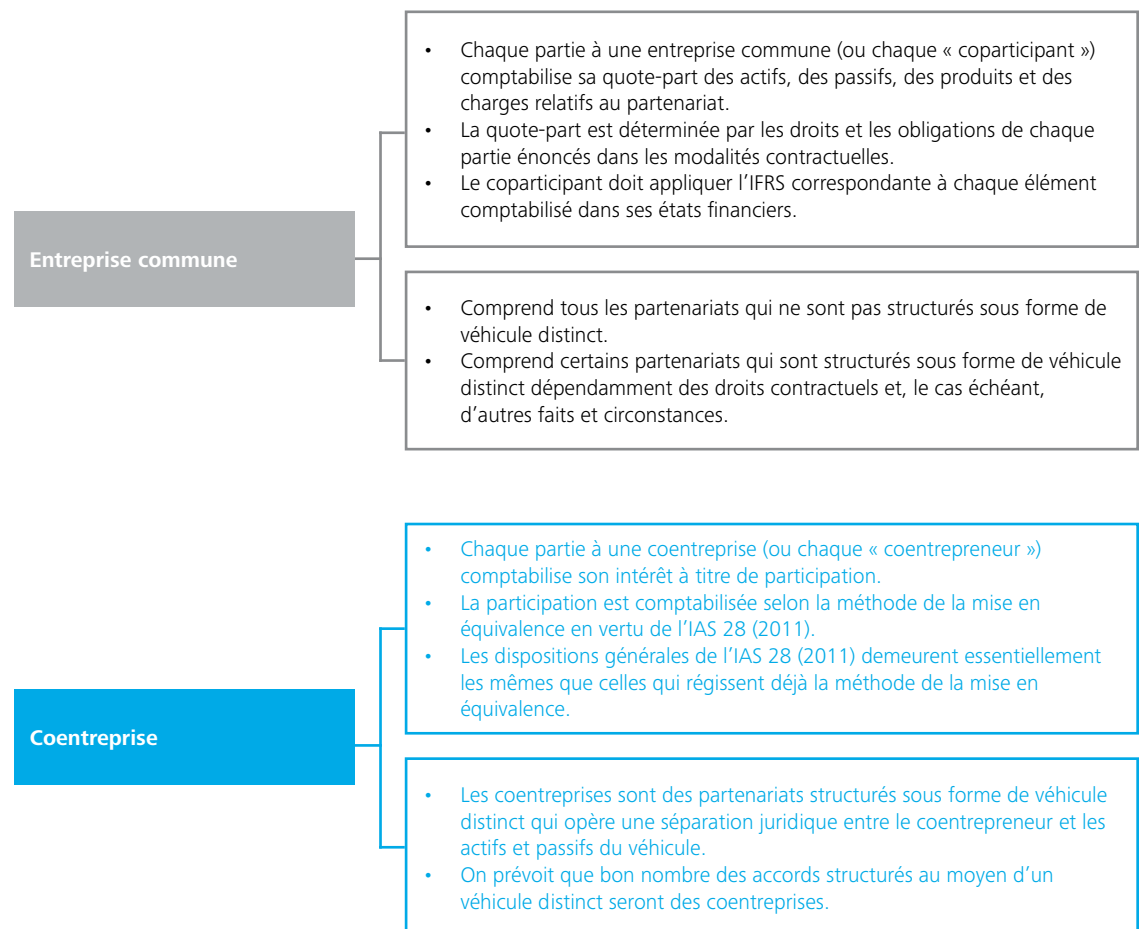 • Chaque partie à une entreprise commune (ou chaque « coparticipant »)
comptabilise sa quote-part des actifs, des passifs, des produits et des
charges relatifs au partenariat.
• La quote-part est déterminée par les droits et les obligations de chaque
partie énoncés dans les modalités contractuelles.
• Le coparticipant doit appliquer l’IFRS correspondante à chaque élément
comptabilisé dans ses états financiers.
Entreprise commune
• Comprend tous les partenariats qui ne sont pas structurés sous forme de
véhicule distinct.
• Comprend certains partenariats qui sont structurés sous forme de véhicule
distinct dépendamment des droits contractuels et, le cas échéant,
d'autres faits et circonstances.
• Chaque partie à une coentreprise (ou chaque « coentrepreneur »)
comptabilise son intérêt à titre de participation.
• La participation est comptabilisée selon la méthode de la mise en
équivalence en vertu de l’IAS 28 (2011).
• Les dispositions générales de l’IAS 28 (2011) demeurent essentiellement
les mêmes que celles qui régissent déjà la méthode de la mise en
équivalence.
Coentreprise
• Les coentreprises sont des partenariats structurés sous forme de véhicule
distinct qui opère une séparation juridique entre le coentrepreneur et les
actifs et passifs du véhicule.
• On prévoit que bon nombre des accords structurés au moyen d’un
véhicule distinct seront des coentreprises.